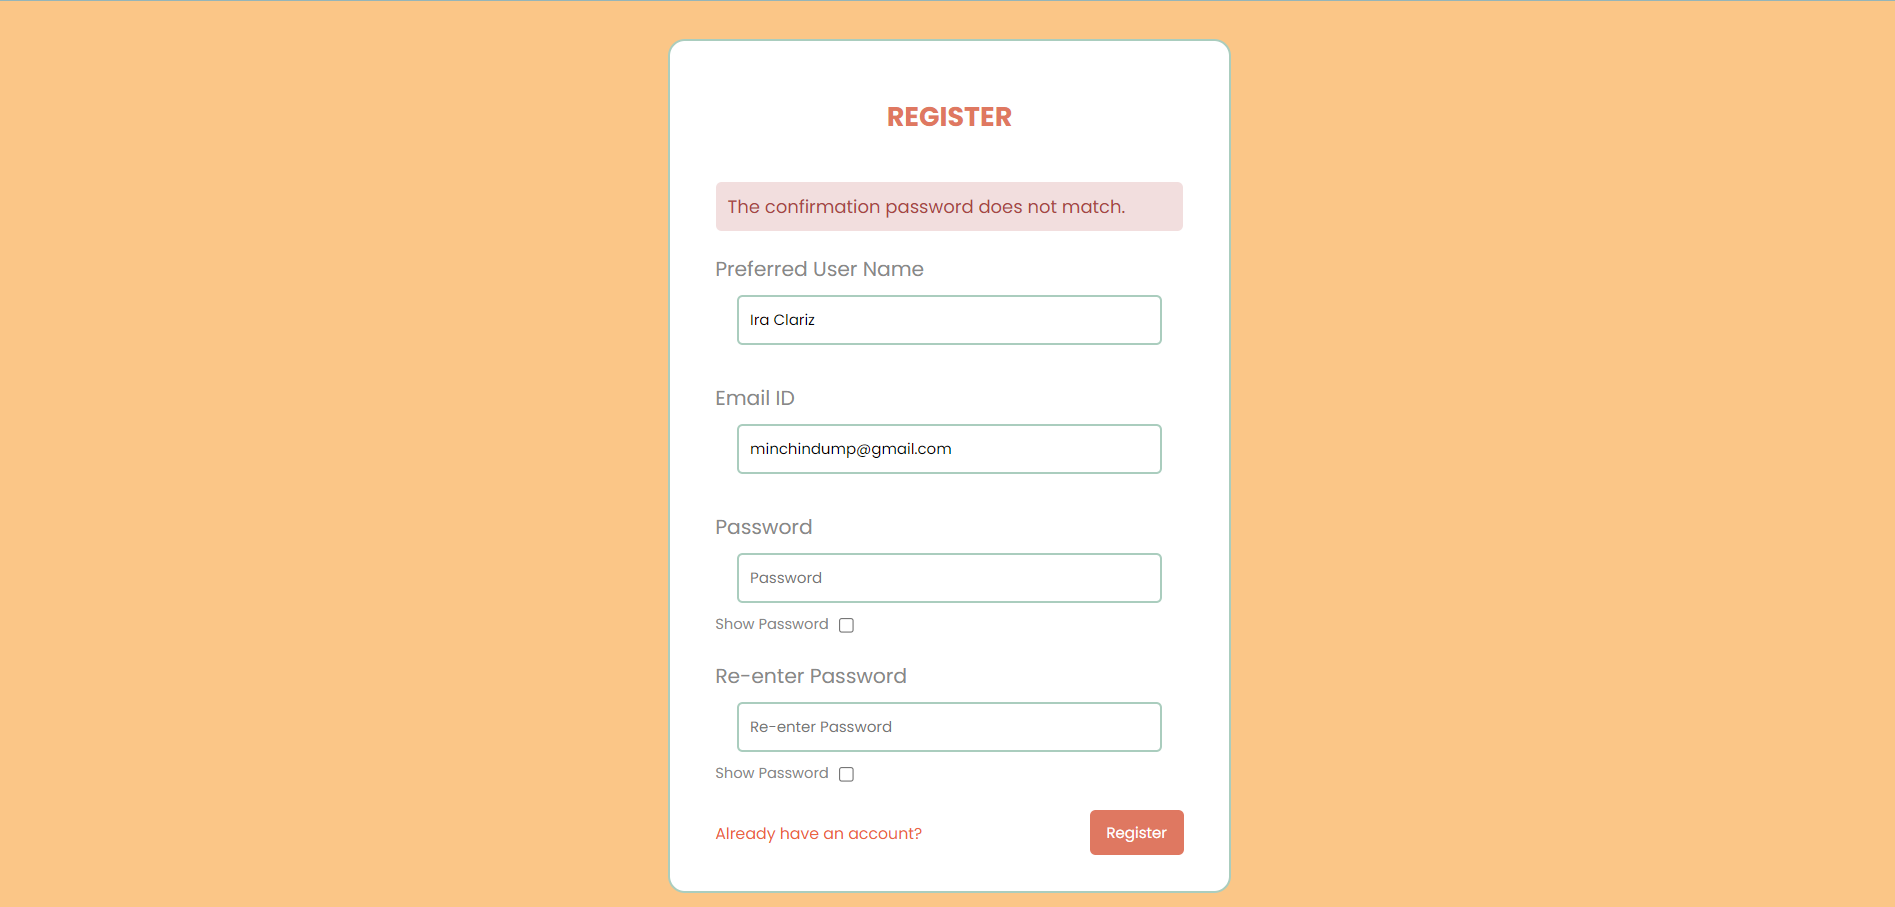 REGISTER
The confirmation password does not match.
Preferred User Name
Ira Clariz
Email ID
minchindump@gmail.com
Password
Password
Show Password
Re-enter Password
Re-enter Password
Show Password
Already have an account?
Register